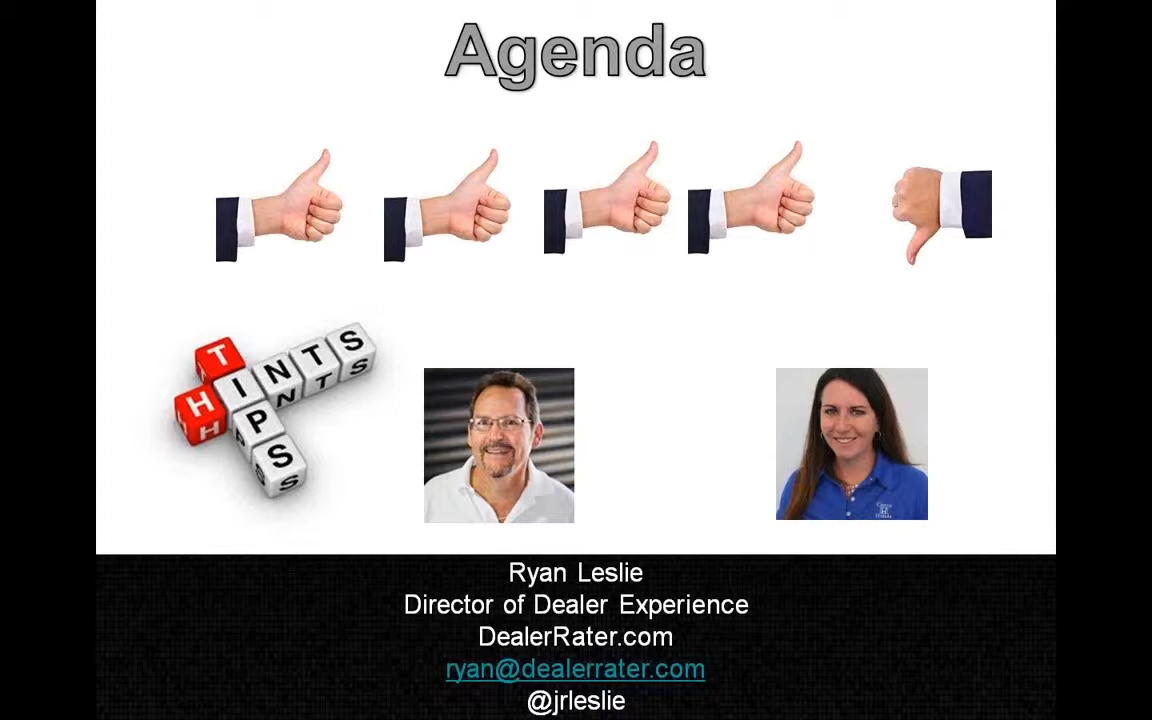 Agenda
HINTS
TIPS
Ryan Leslie
Director of Dealer Experience
DealerRater.com
ryan@dealerrater.com
@jrleslie